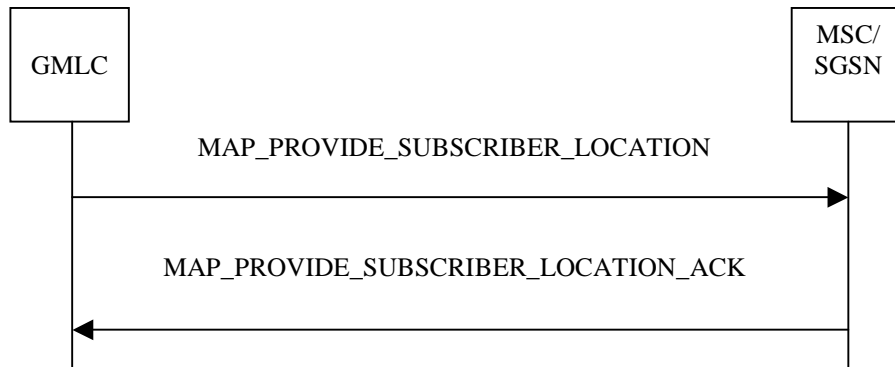 GMLC
MSC/
SGSN
MAP_PROVIDE_SUBSCRIBER_LOCATION
MAP_PROVIDE_SUBSCRIBER_LOCATION_ACK